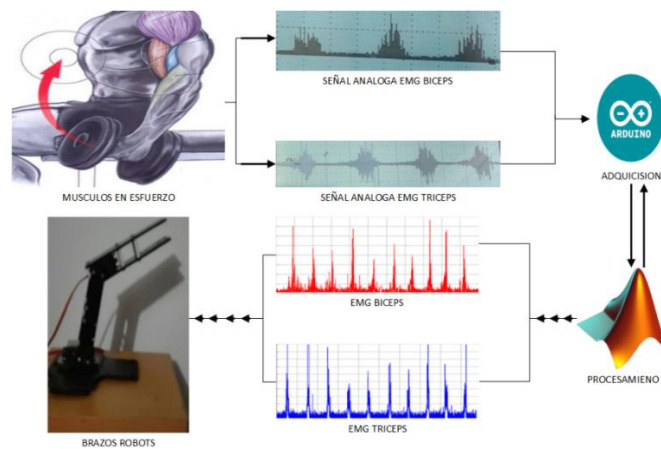 SEÑAL ANALOGA EMG BICEPS
ARDUINO
ADQUICISION
MUSCULOS EN ESFUERZO
SEÑAL ANALOGA EMG TRICEPS
EMG BICEPS
PROCESAMIENO
EMG TRICEPS
BRAZOS ROBOTS